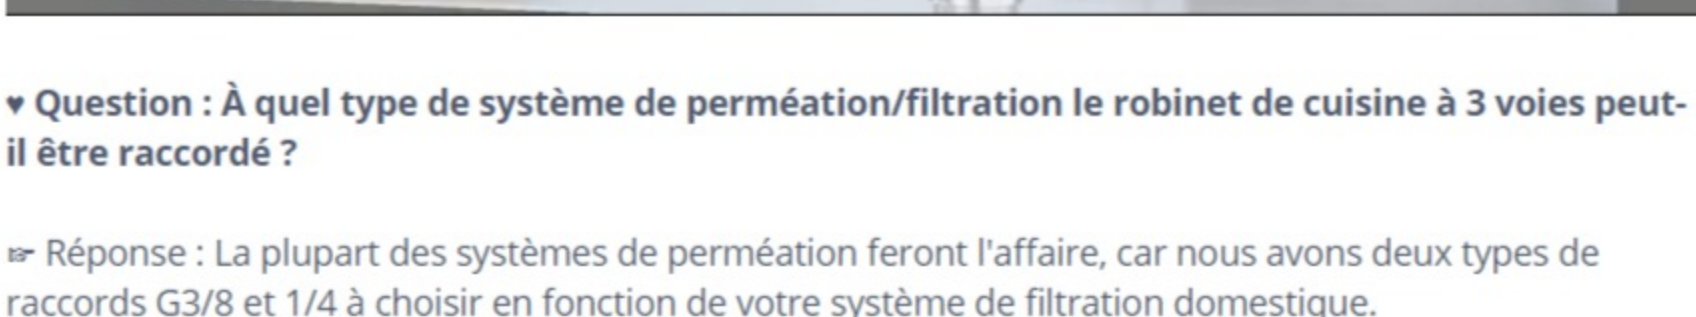 ♥ Question : À quel type de système de perméation/filtration le robinet de cuisine à 3 voies peut-
il être raccordé ?
☞ Réponse : La plupart des systèmes de perméation feront l'affaire, car nous avons deux types de
raccords G3/8 et 1/4 à choisir en fonction de votre système de filtration domestique.